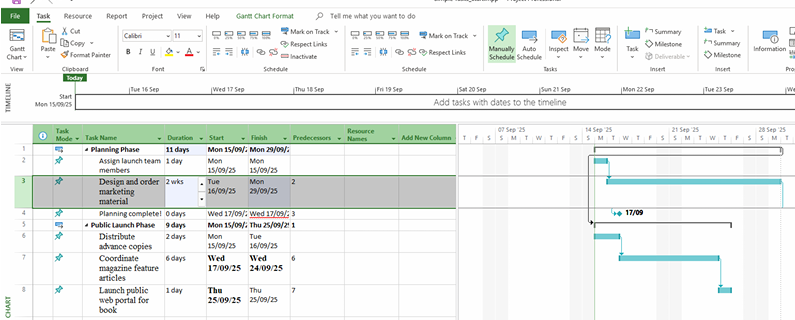 File Task Resource Report Project View Help Gantt Chart Format Tell me what you want to do
Gantt Chart Paste Cut Copy Format Painter Calibri 11 B I U Mark on Track Respect Links Inactivate Mark on Track Respect Links Manually Schedule Auto Schedule Inspect Move Mode Task Summary Milestone Deliverable Task Summary Milestone Information
View Clipboard Font Schedule Schedule Tasks Insert
Today
TIMELINE
Start
Mon 15/09/25
Tue 16 Sep Wed 17 Sep Thu 18 Sep Fri 19 Sep Sat 20 Sep Sun 21 Sep Mon 22 Sep Tue 23 Sep
Add tasks with dates to the timeline
Task Mode Task Name Duration Start Finish Predecessors Resource Names Add New Column
07 Sep '25 14 Sep '25 21 Sep '25 28 Sep '25
T F S S M T W T F S S M T W T F S S M T W T F S S M T
1 Planning Phase 11 days Mon 15/09/2 Mon 29/09/2
2 Assign launch team members 1 day Mon 15/09/25 Mon 15/09/25
3 Design and order marketing material 2 wks Tue 16/09/25 Mon 29/09/25 2
4 Planning complete! 0 days Wed 17/09/2 Wed 17/09/2 3
17/09
5 Public Launch Phase 9 days Mon 15/09/2 Thu 25/09/2 1
6 Distribute advance copies 2 days Mon 15/09/25 Tue 16/09/25
7 Coordinate magazine feature articles 6 days Wed 17/09/25 Wed 24/09/25 6
8 Launch public web portal for book 1 day Thu 25/09/25 Thu 25/09/25 7
CHART